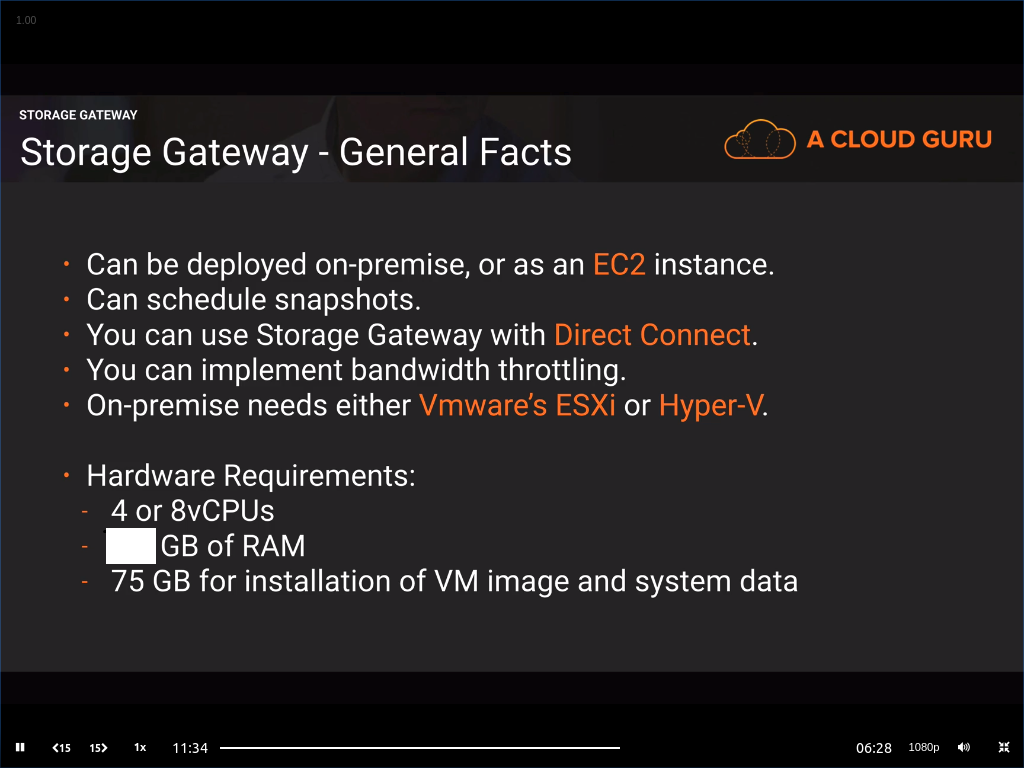 1.00
STORAGE GATEWAY
Storage Gateway - General Facts
A CLOUD GURU
• Can be deployed on-premise, or as an EC2 instance.
• Can schedule snapshots.
• You can use Storage Gateway with Direct Connect.
• You can implement bandwidth throttling.
• On-premise needs either Vmware's ESXi or Hyper-V.
• Hardware Requirements:
- 4 or 8vCPUs
- GB of RAM
- 75 GB for installation of VM image and system data
15 15 1x 11:34 06:28 1080p